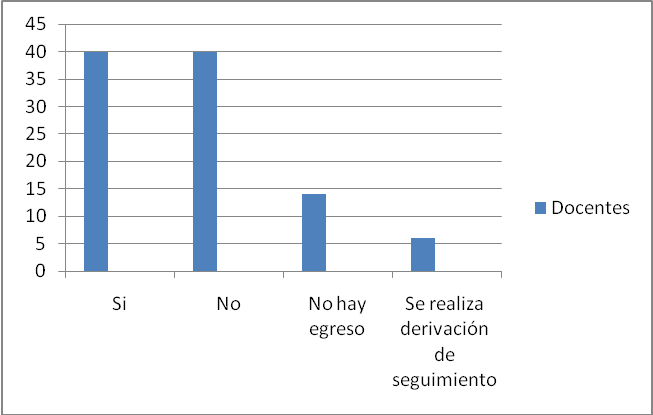 45
40
35
30
25
20
15
10
5
0
Si
No
No hay
egreso
Se realiza
derivación
de
seguimiento
Docentes